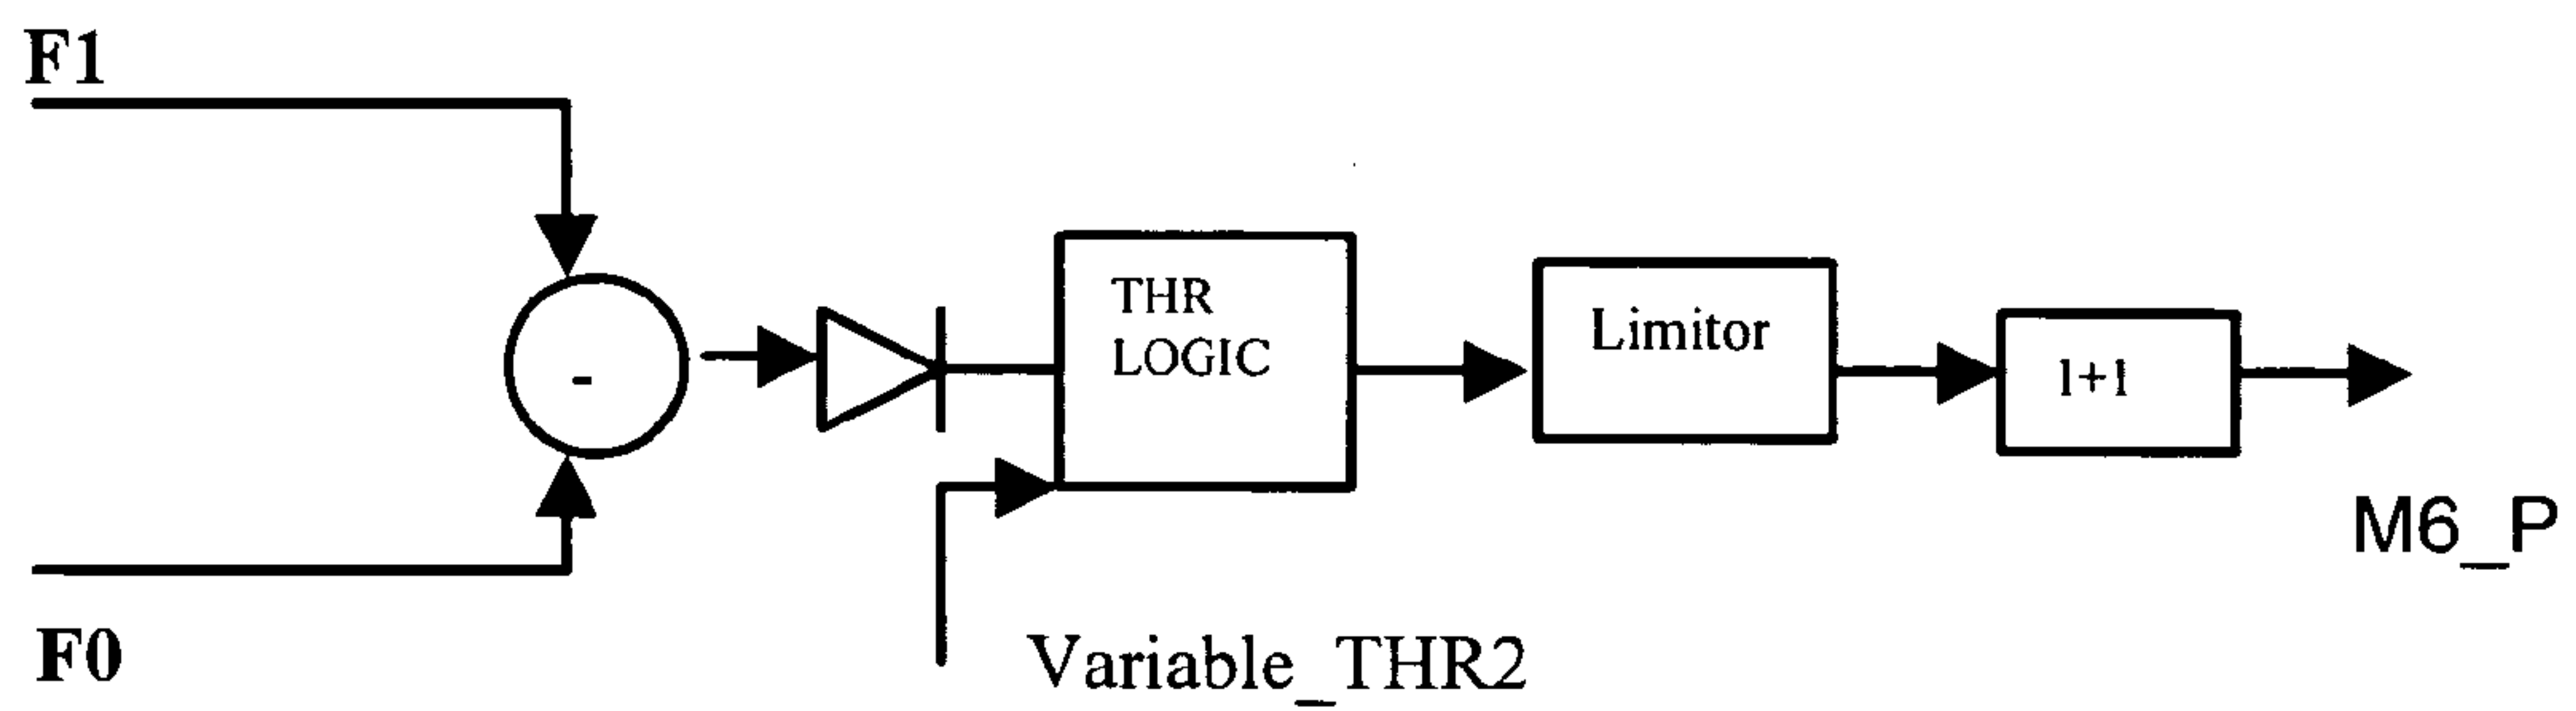 F1
-
THR
LOGIC
Limitor
1+1
M6_P
F0
Variable_THR2